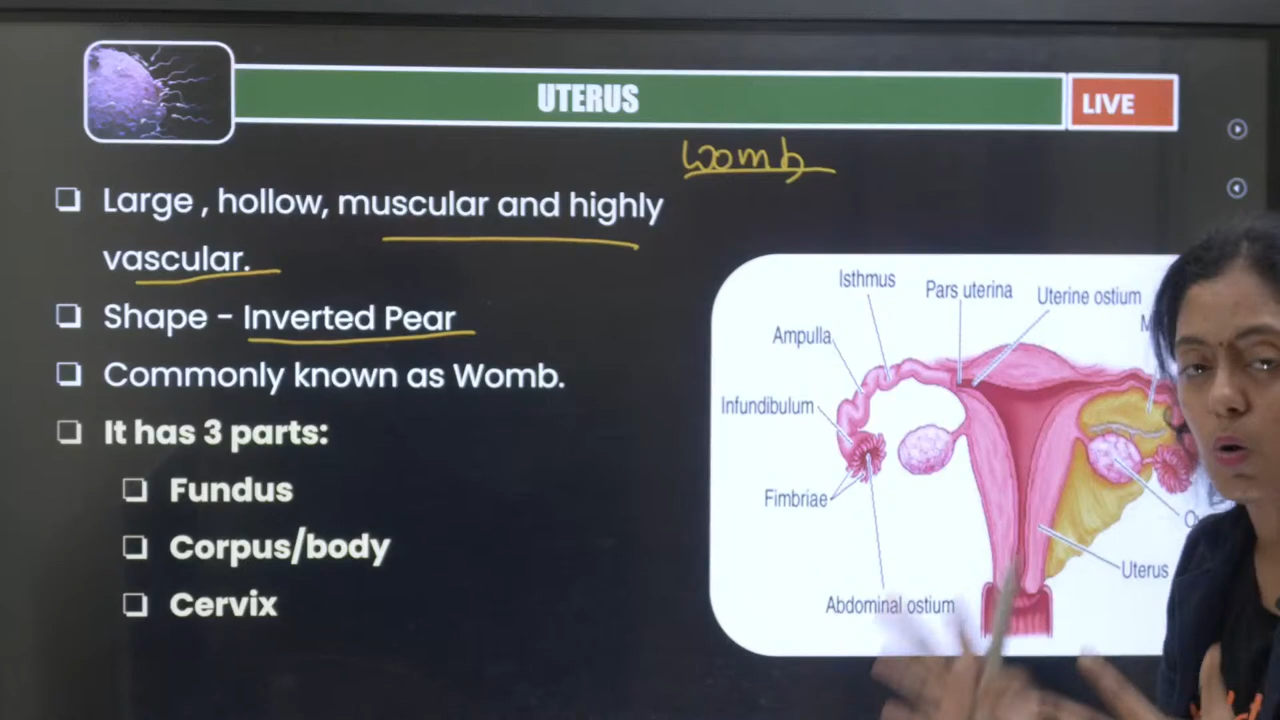 UTERUS
LIVE
Womb
Large , hollow, muscular and highly
vascular.
Shape - Inverted Pear
Commonly known as Womb.
It has 3 parts:
Fundus
Corpus/body
Cervix
Isthmus
Pars uterina
Uterine ostium
M
Ampulla
Infundibulum
Fimbriae
O
Uterus
Abdominal ostium